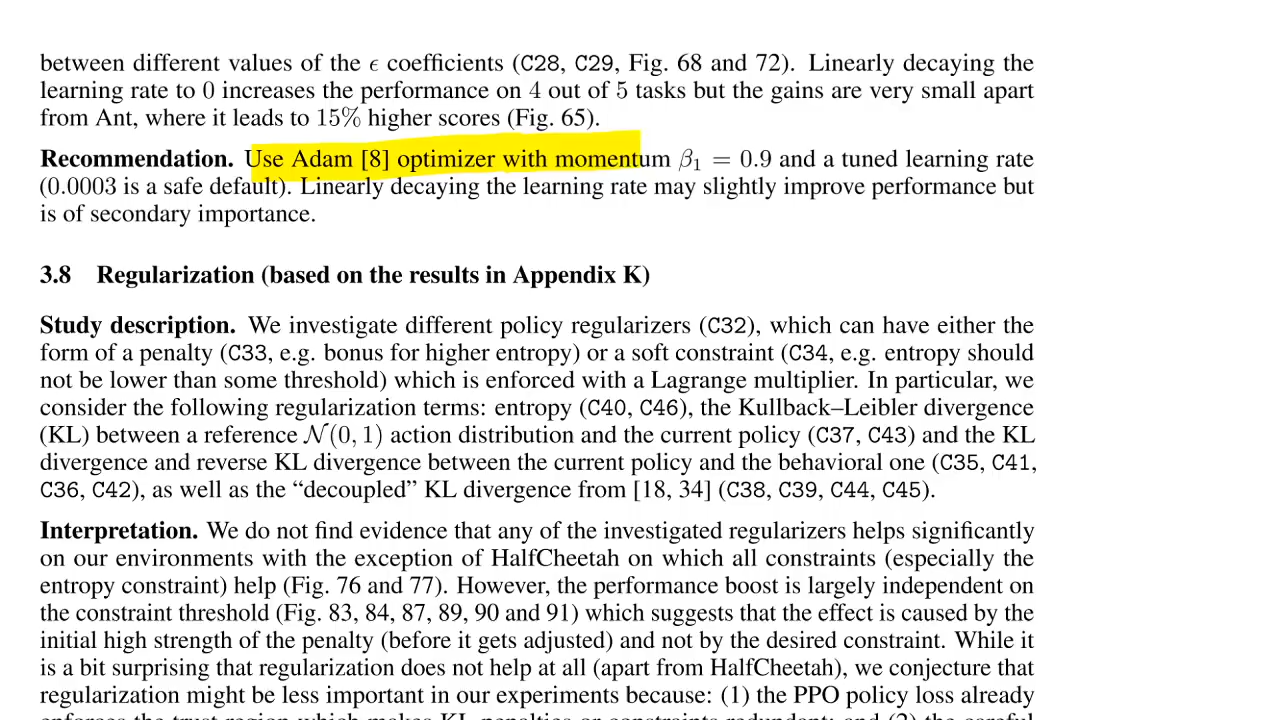 between different values of the ϵ coefficients (C28, C29, Fig. 68 and 72). Linearly decaying the
learning rate to 0 increases the performance on 4 out of 5 tasks but the gains are very small apart
from Ant, where it leads to 15% higher scores (Fig. 65).
Recommendation. Use Adam [8] optimizer with momentum β₁ = 0.9 and a tuned learning rate
(0.0003 is a safe default). Linearly decaying the learning rate may slightly improve performance but
is of secondary importance.
3.8 Regularization (based on the results in Appendix K)
Study description. We investigate different policy regularizers (C32), which can have either the
form of a penalty (C33, e.g. bonus for higher entropy) or a soft constraint (C34, e.g. entropy should
not be lower than some threshold) which is enforced with a Lagrange multiplier. In particular, we
consider the following regularization terms: entropy (C40, C46), the Kullback–Leibler divergence
(KL) between a reference 𝒩(0, 1) action distribution and the current policy (C37, C43) and the KL
divergence and reverse KL divergence between the current policy and the behavioral one (C35, C41,
C36, C42), as well as the “decoupled” KL divergence from [18, 34] (C38, C39, C44, C45).
Interpretation. We do not find evidence that any of the investigated regularizers helps significantly
on our environments with the exception of HalfCheetah on which all constraints (especially the
entropy constraint) help (Fig. 76 and 77). However, the performance boost is largely independent on
the constraint threshold (Fig. 83, 84, 87, 89, 90 and 91) which suggests that the effect is caused by the
initial high strength of the penalty (before it gets adjusted) and not by the desired constraint. While it
is a bit surprising that regularization does not help at all (apart from HalfCheetah), we conjecture that
regularization might be less important in our experiments because: (1) the PPO policy loss already
enforces the trust region which makes KL penalties or constraints redundant; and (2) the careful